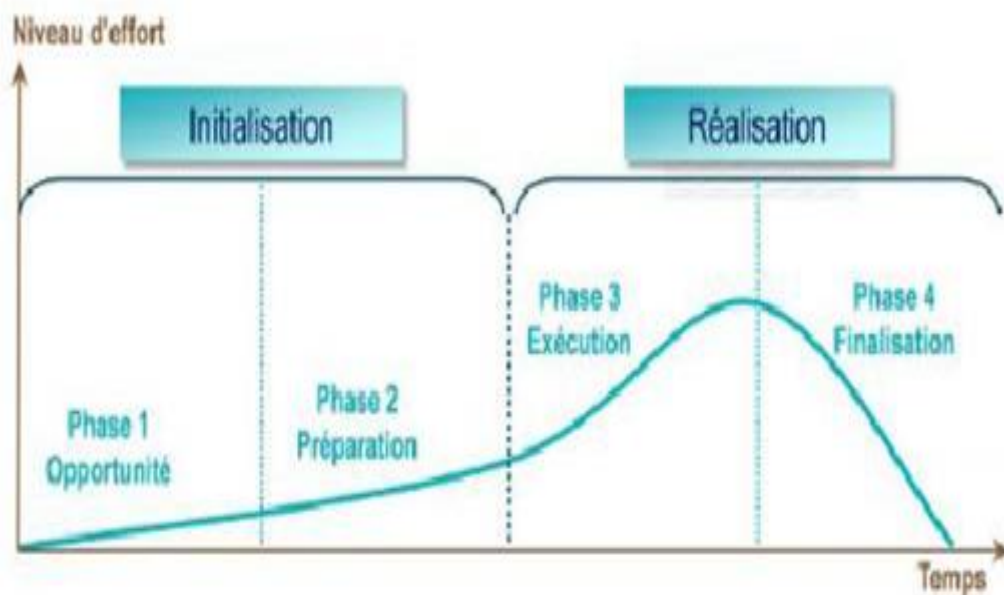 Niveau d'effort
Initialisation
Réalisation
Phase 1
Opportunité
Phase 2
Préparation
Phase 3
Exécution
Phase 4
Finalisation
Temps